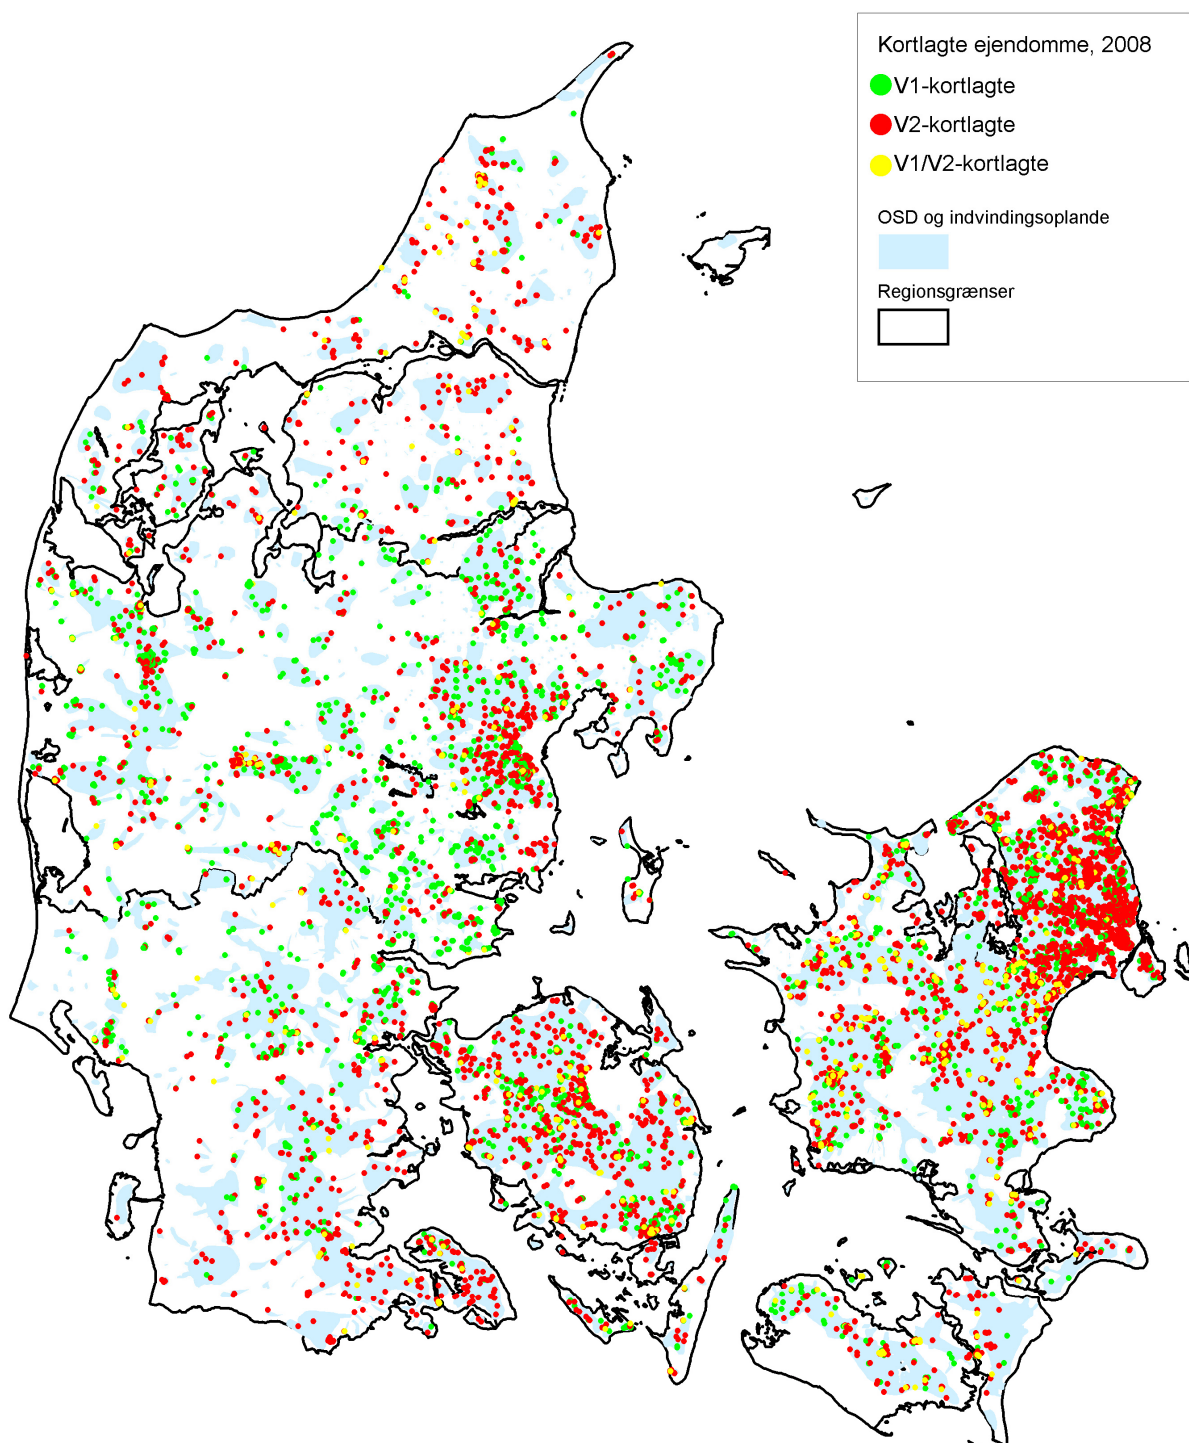 Kortlagte ejendomme, 2008
V1-kortlagte
V2-kortlagte
V1/V2-kortlagte
OSD og indvindingsoplande
Regionsgrænser